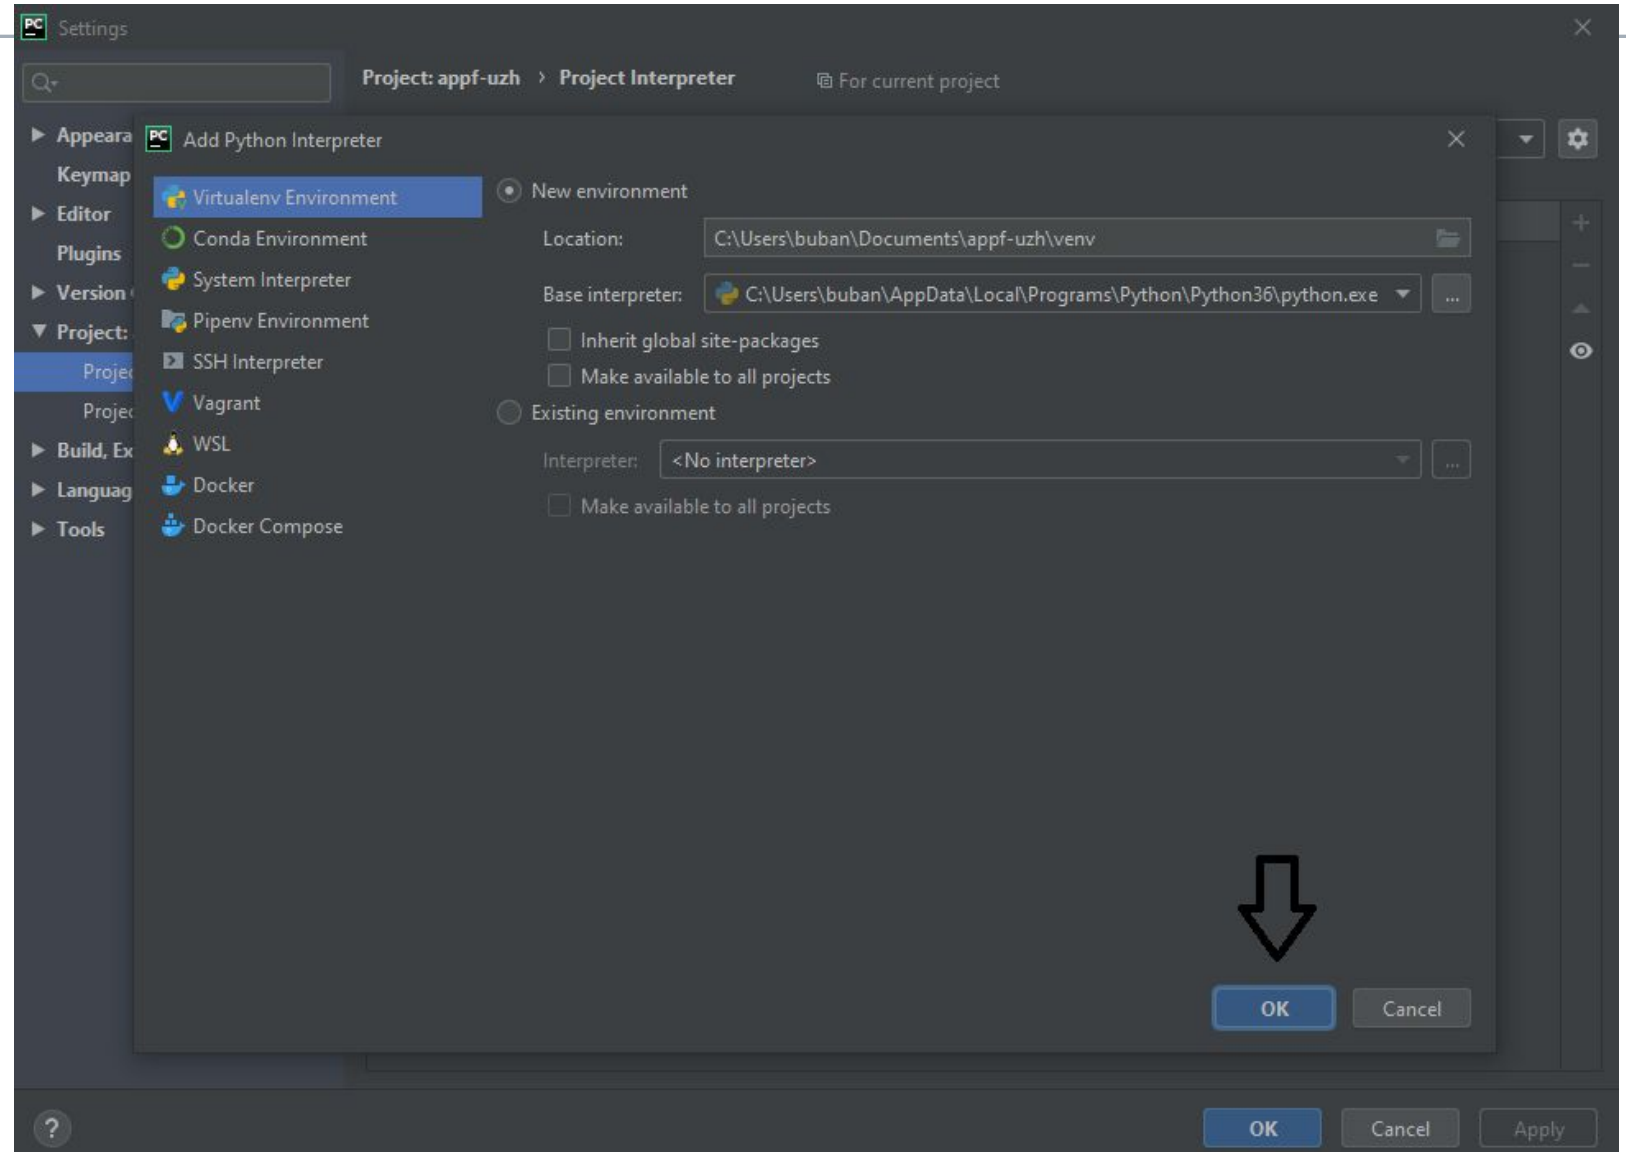 PC Settings
Project: appf-uzh › Project Interpreter
For current project
Appeara
Keymap
Editor
Plugins
Version
Project:
Projec
Projec
Build, Ex
Languag
Tools
PC Add Python Interpreter
Virtualenv Environment
Conda Environment
System Interpreter
Pipenv Environment
SSH Interpreter
Vagrant
WSL
Docker
Docker Compose
New environment
Location: C:\Users\buban\Documents\appf-uzh\venv
Base interpreter: C:\Users\buban\AppData\Local\Programs\Python\Python36\python.exe ...
Inherit global site-packages
Make available to all projects
Existing environment
Interpreter: <No interpreter> ...
Make available to all projects
OK Cancel
? OK Cancel Apply